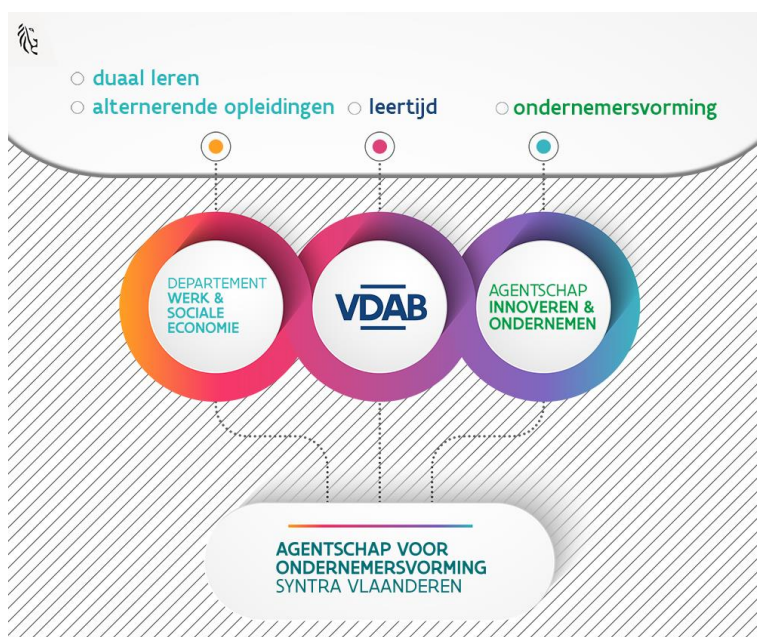 duaal leren
alternerende opleidingen
leertijd
ondernemersvorming
DEPARTEMENT
WERK &
SOCIALE
ECONOMIE
VDAB
AGENTSCHAP
INNOVEREN &
ONDERNEMEN
AGENTSCHAP VOOR
ONDERNEMERSVORMING
SYNTRA VLAANDEREN